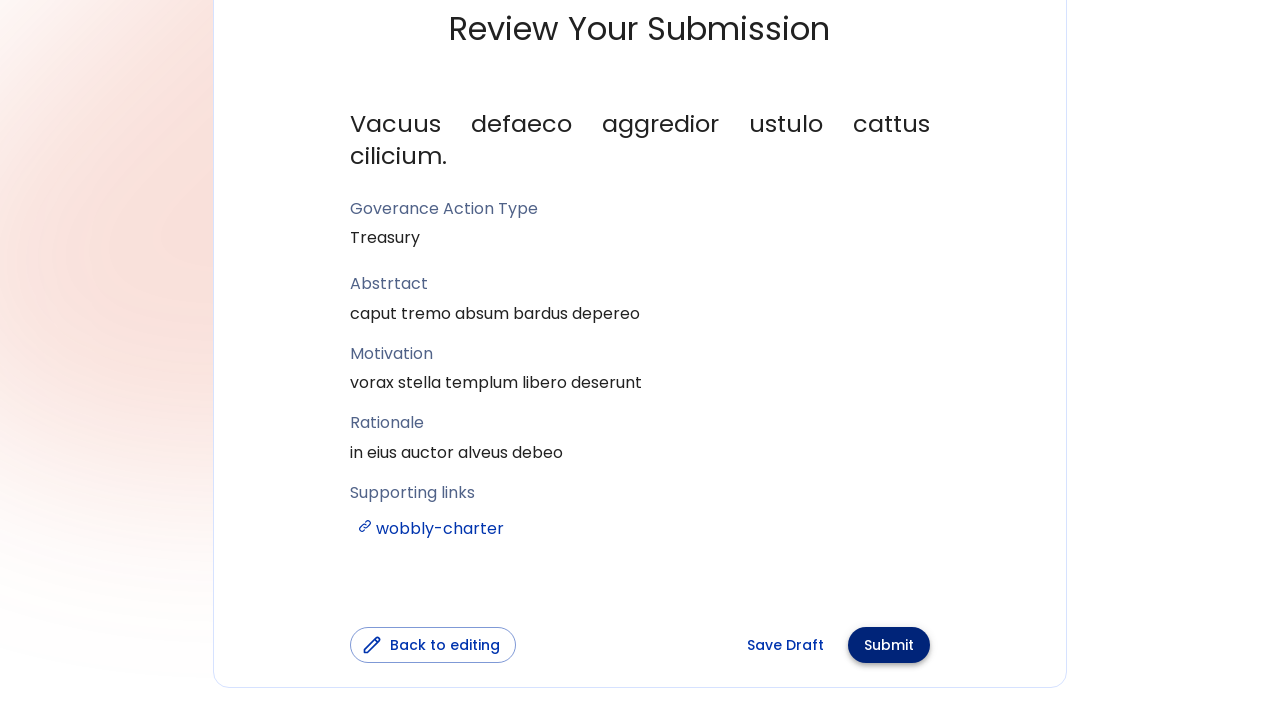 Review Your Submission
Vacuus defaeco aggredior ustulo cattus
cilicium.
Goverance Action Type
Treasury
Abstrtact
caput tremo absum bardus depereo
Motivation
vorax stella templum libero deserunt
Rationale
in eius auctor alveus debeo
Supporting links
wobbly-charter
Back to editing
Save Draft
Submit